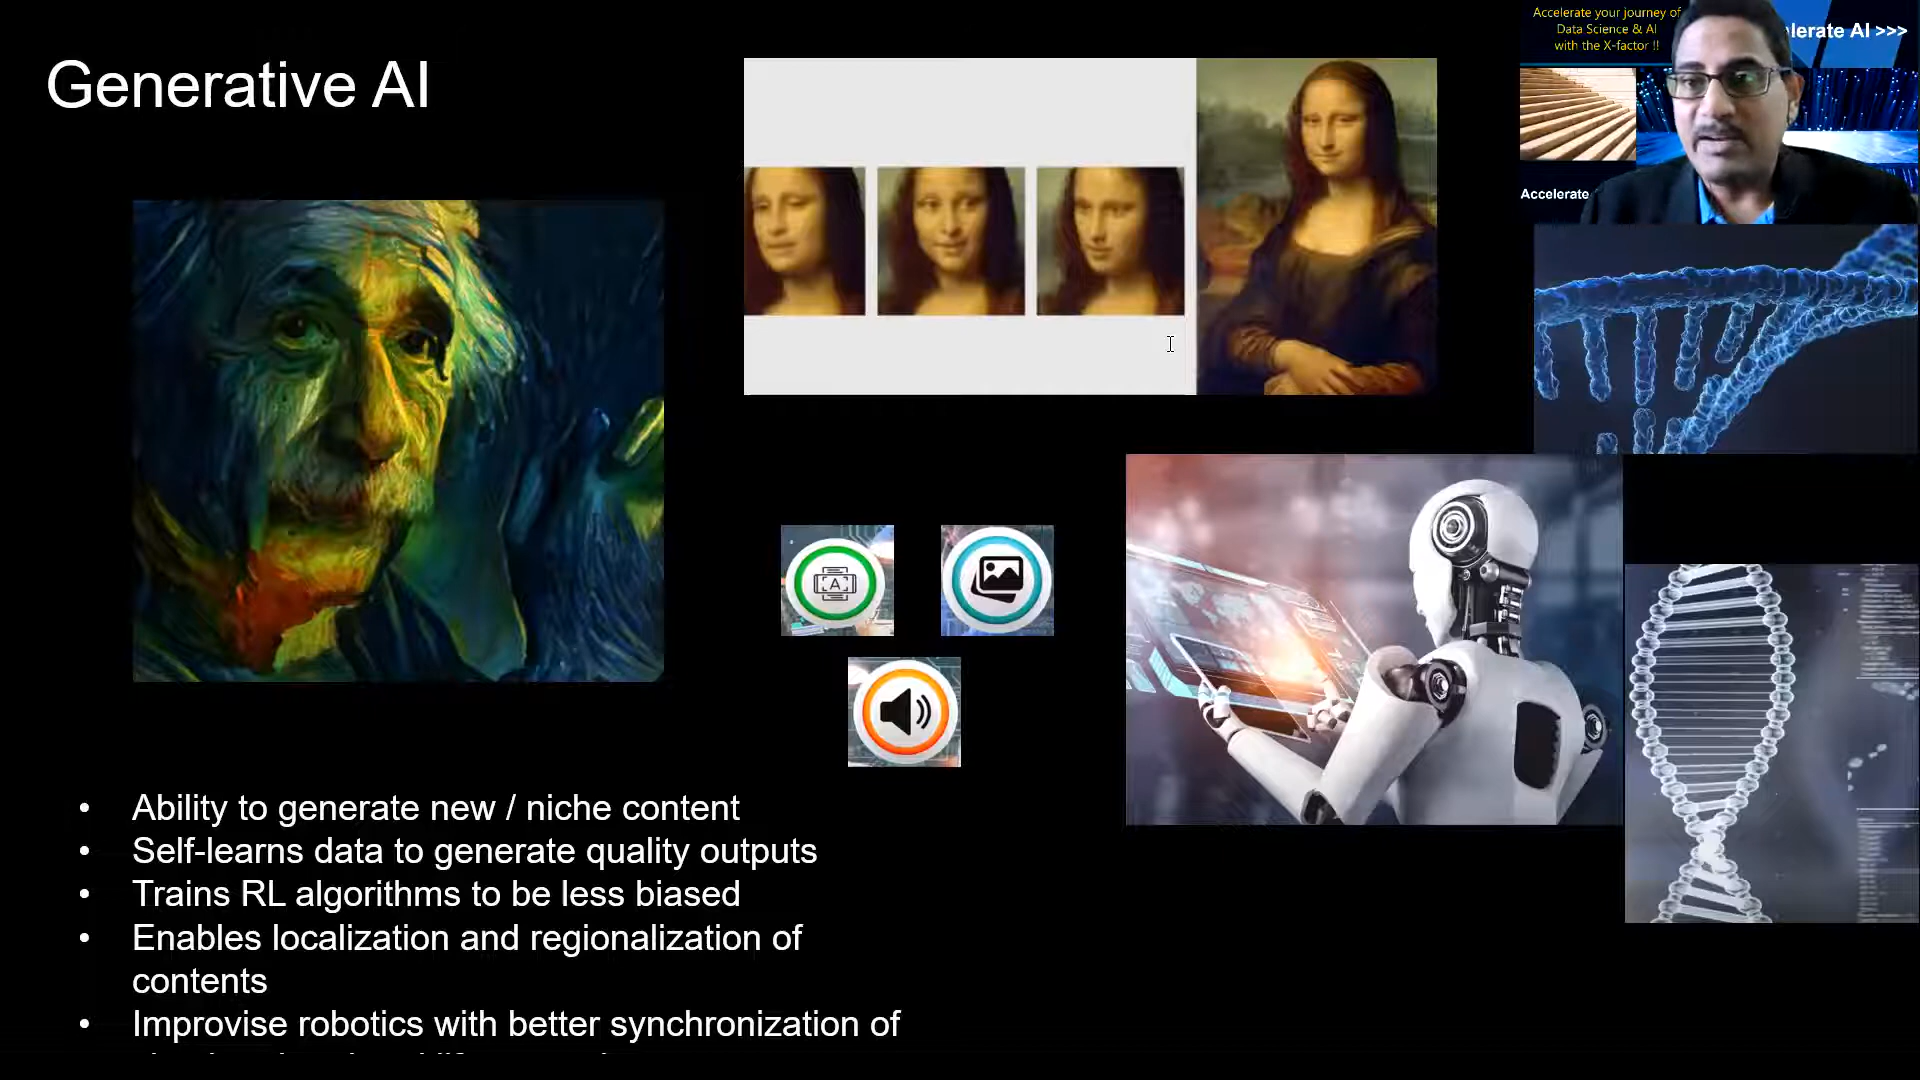 Generative AI
Accelerate your journey of
Data Science & AI
with the X-factor !!
lerate AI >>>
Accelerate
A
• Ability to generate new / niche content
• Self-learns data to generate quality outputs
• Trains RL algorithms to be less biased
• Enables localization and regionalization of
contents
• Improvise robotics with better synchronization of